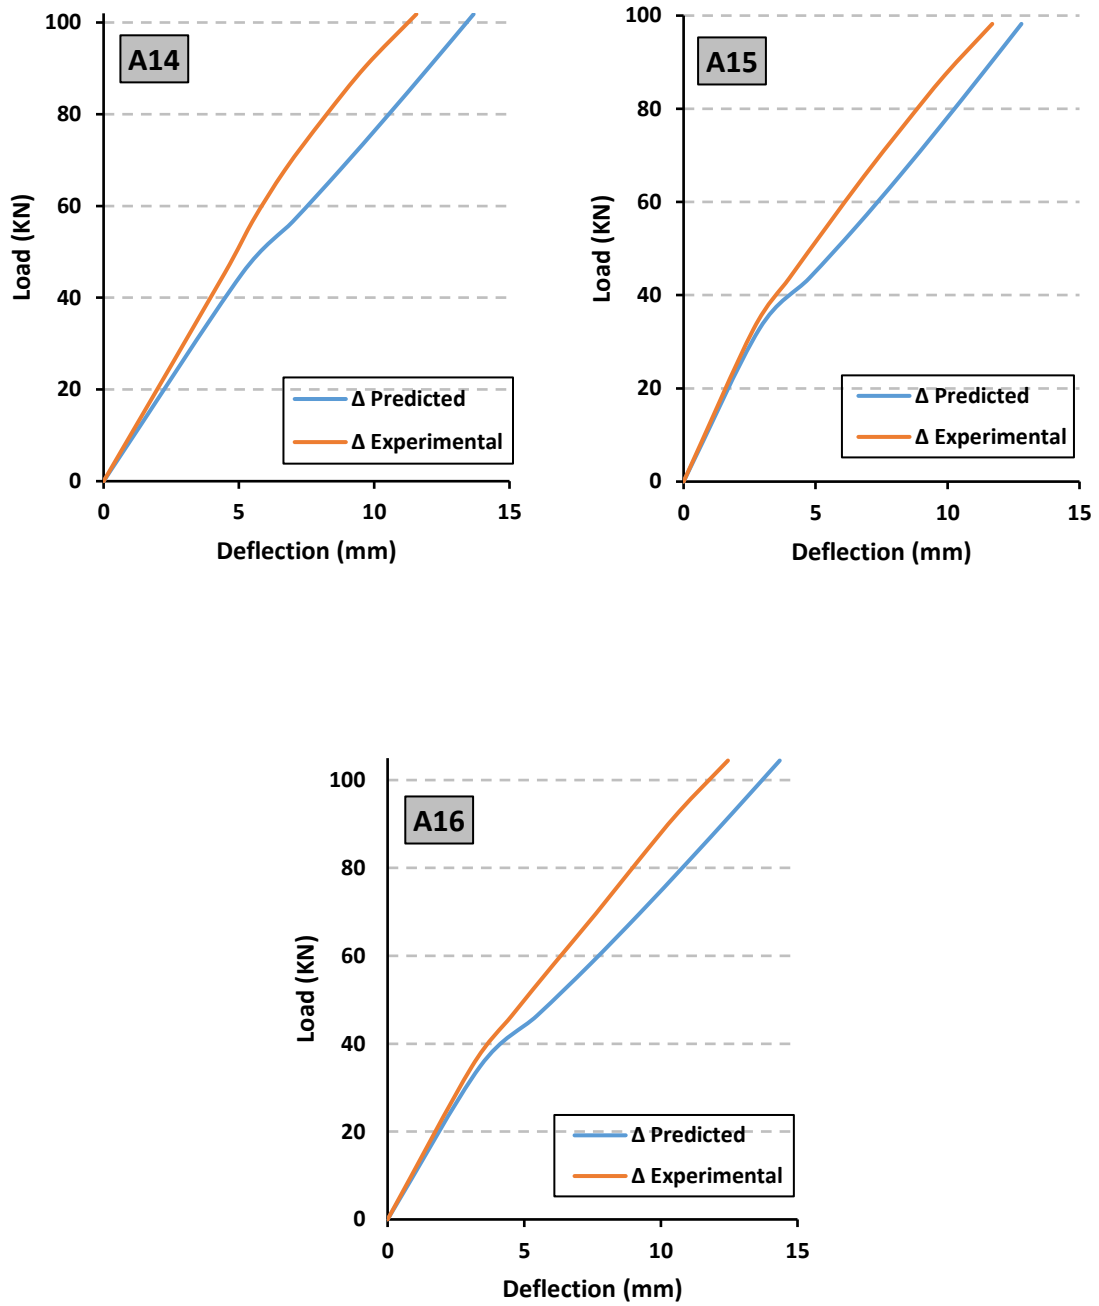 A14
Load (KN)
100
80
60
40
20
0
Δ Predicted
Δ Experimental
0 5 10 15
Deflection (mm)
A15
Load (KN)
100
80
60
40
20
0
Δ Predicted
Δ Experimental
0 5 10 15
Deflection (mm)
A16
Load (KN)
100
80
60
40
20
0
Δ Predicted
Δ Experimental
0 5 10 15
Deflection (mm)